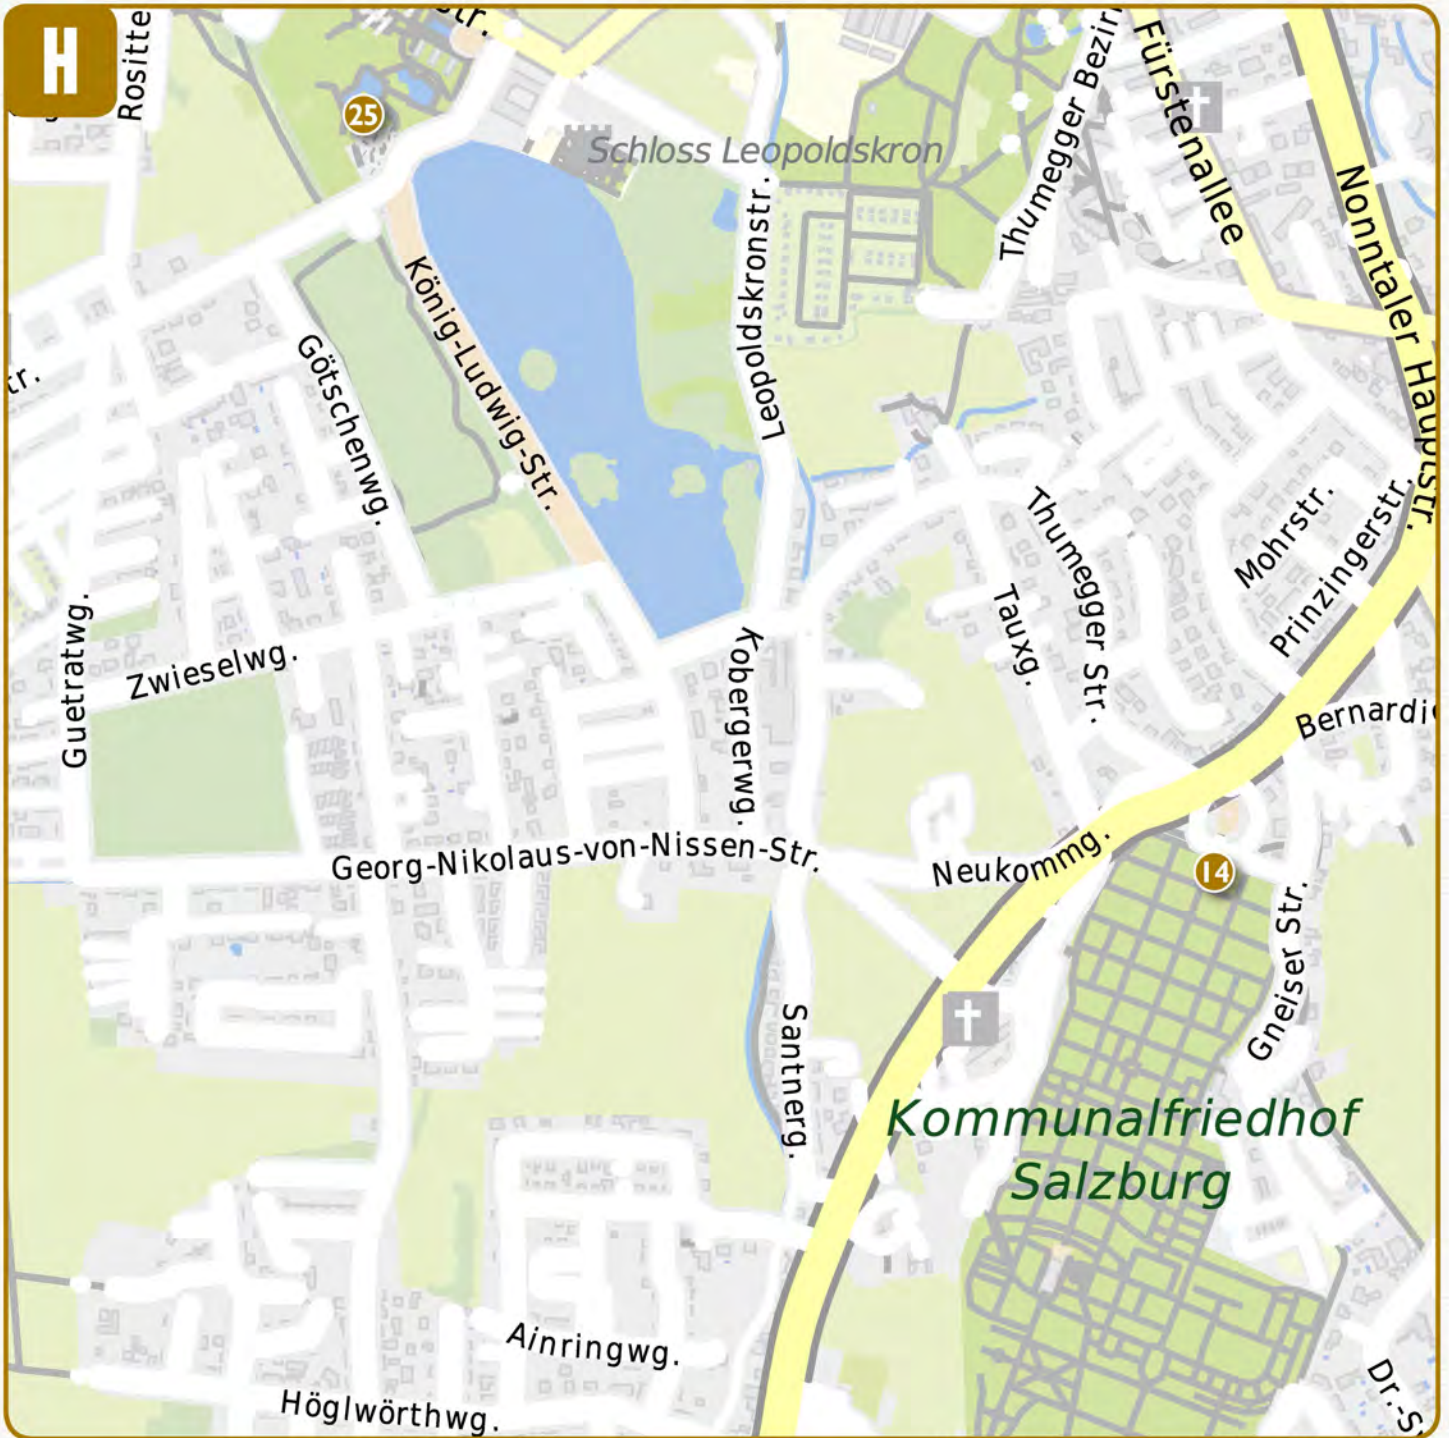 H
Rositte
str.
25
Schloss Leopoldskron
Thumegger Bezirk
Fürstenallee
Nonntaler Hauptstr.
Leopoldskronstr.
König-Ludwig-Str.
Götschenwg.
tr.
Mohrstr.
Prinzingerstr.
Thumegger Str.
Tauxg.
Guetratwg.
Zwieselwg.
Kobergerwg.
Bernardi
Georg-Nikolaus-von-Nissen-Str.
Neukommg.
14
Gneiser Str.
Santnerg.
Kommunalfriedhof
Salzburg
Ainringwg.
Höglwörthwg.
Dr.-S